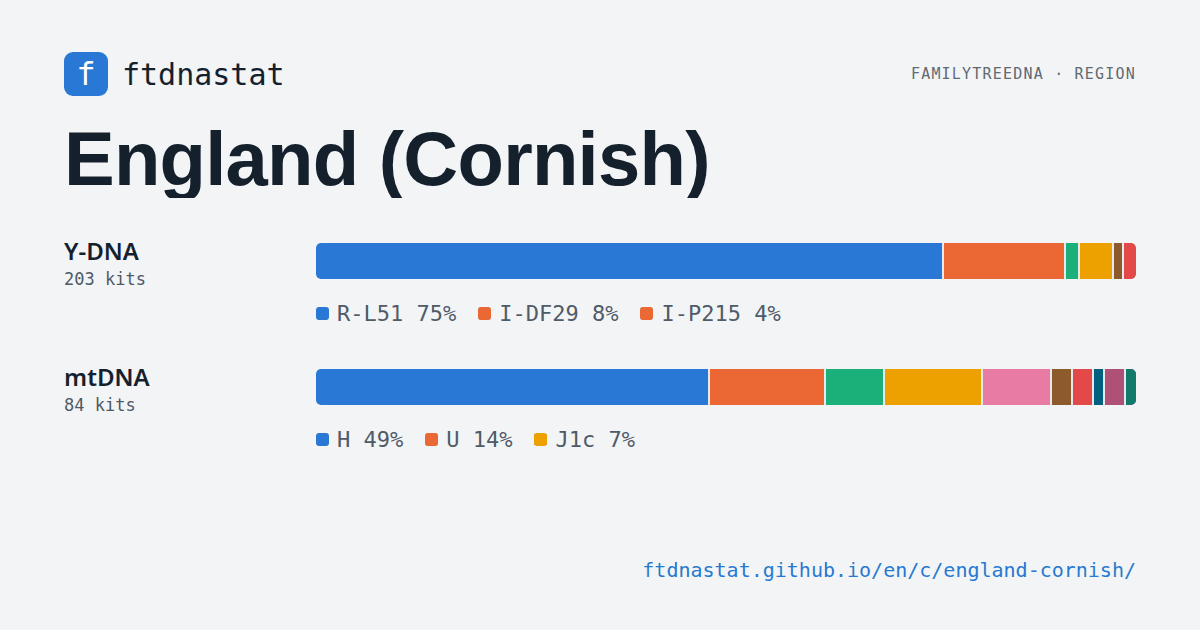 f ftdnastat
FAMILYTREEDNA · REGION
England (Cornish)
Y-DNA
203 kits
R-L51 75% I-DF29 8% I-P215 4%
mtDNA
84 kits
H 49% U 14% J1c 7%
ftdnastat.github.io/en/c/england-cornish/